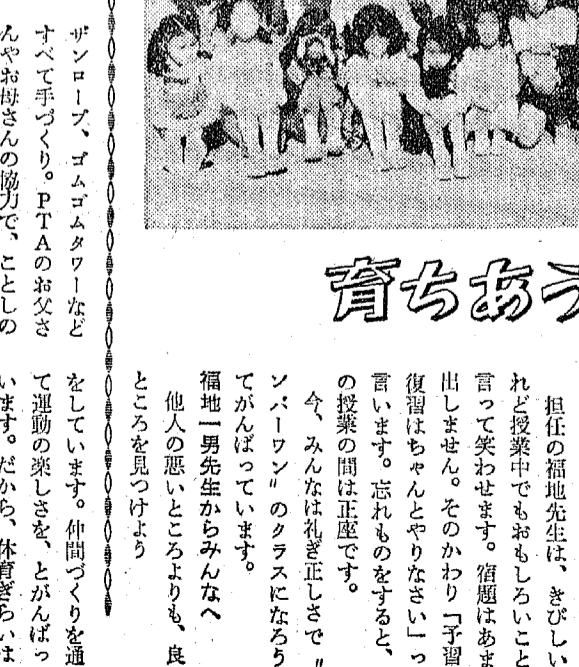 育ちあう
担任の福地先生は、きびしい
れど授業中でもおもしろいこと
言って笑わせます。宿題はあま
出しません。そのかわり「予習
復習はちゃんとやりなさい」っ
言います。忘れものをすると、
の授業の間は正座です。
今、みんなは礼ぎ正しさで〃
ンバーワン〃のクラスになろう
てがんばっています。
福地一男先生からみんなへ
他人の悪いところよりも、良
ところを見つけよう
ザンロープ、ゴムゴムタワーなど
すべて手づくり。PTAのお父さ
んやお母さんの協力で、ことしの
をしています。仲間づくりを通
て運動の楽しさを、とがんばっ
います。だから、体育ぎらいは